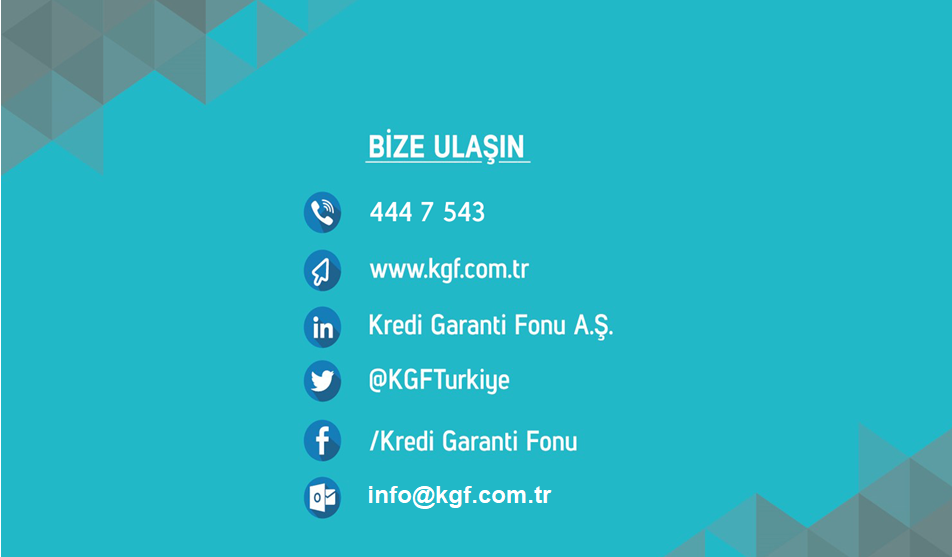 BİZE ULAŞIN
444 7 543
www.kgf.com.tr
Kredi Garanti Fonu A.Ş.
@KGFTurkiye
/Kredi Garanti Fonu
info@kgf.com.tr